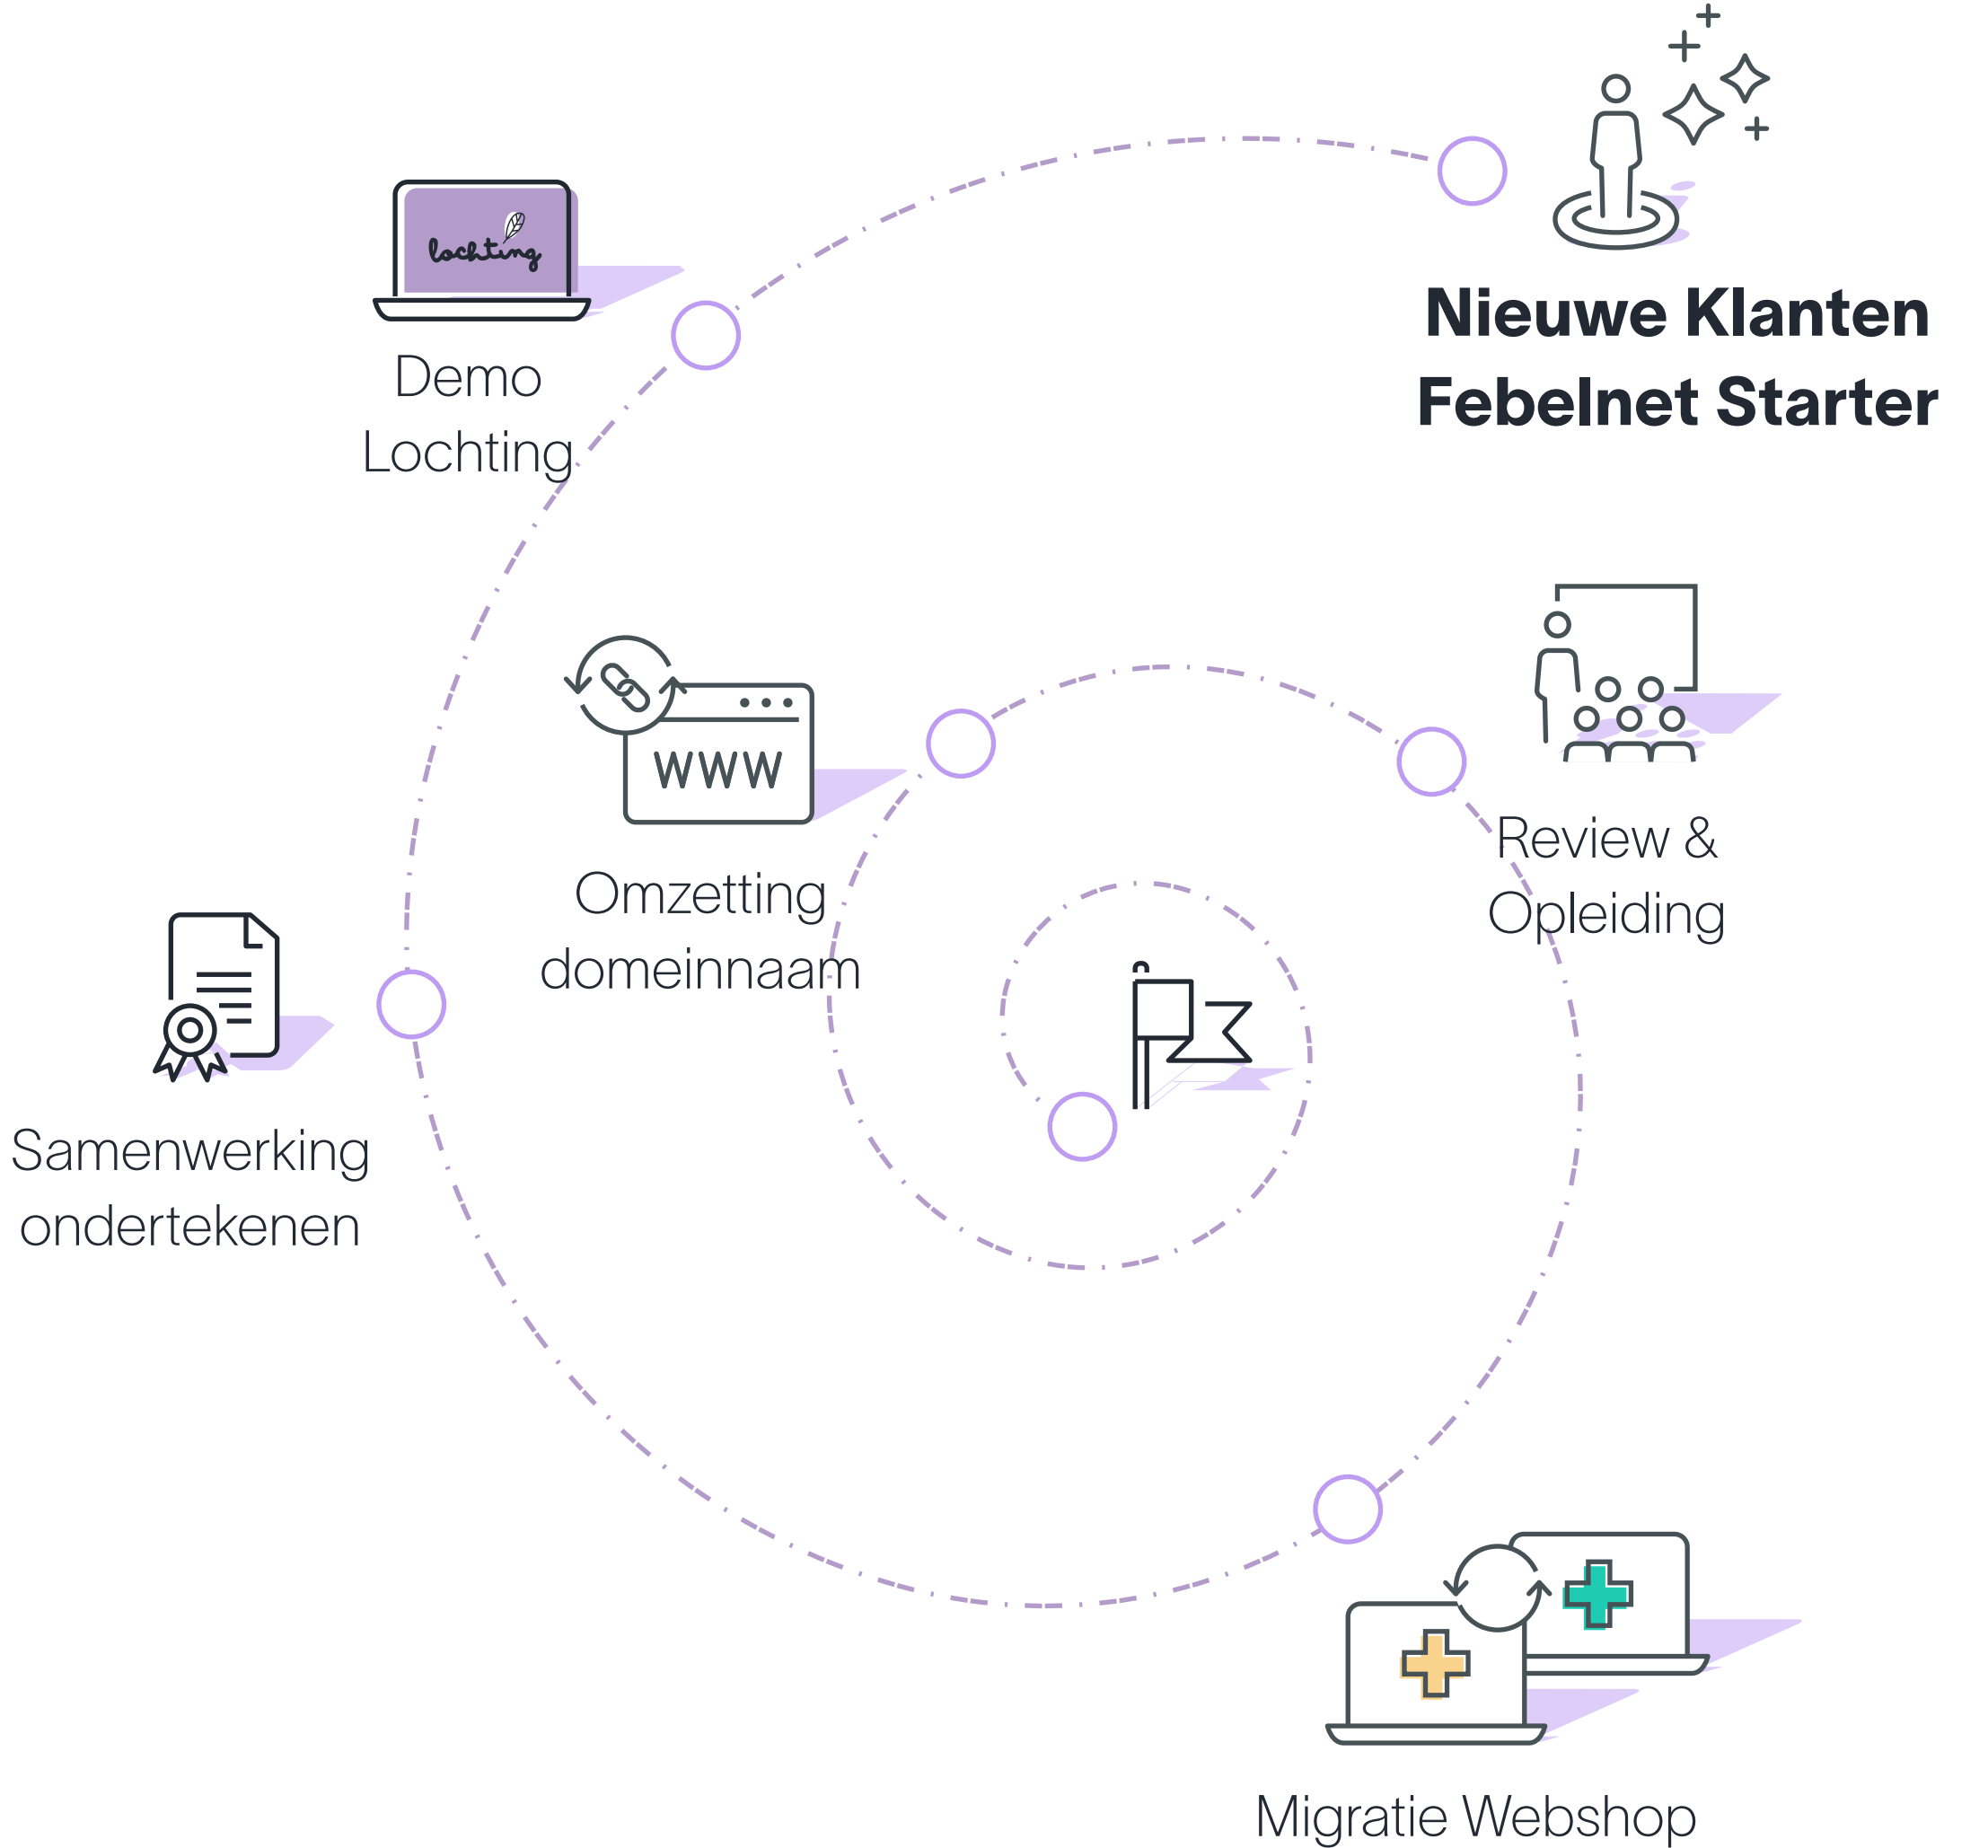 Nieuwe Klanten
Febelnet Starter
lochting
Demo
Lochting
Samenwerking
ondertekenen
Migratie Webshop
Review &
Opleiding
WWW
Omzetting
domeinnaam